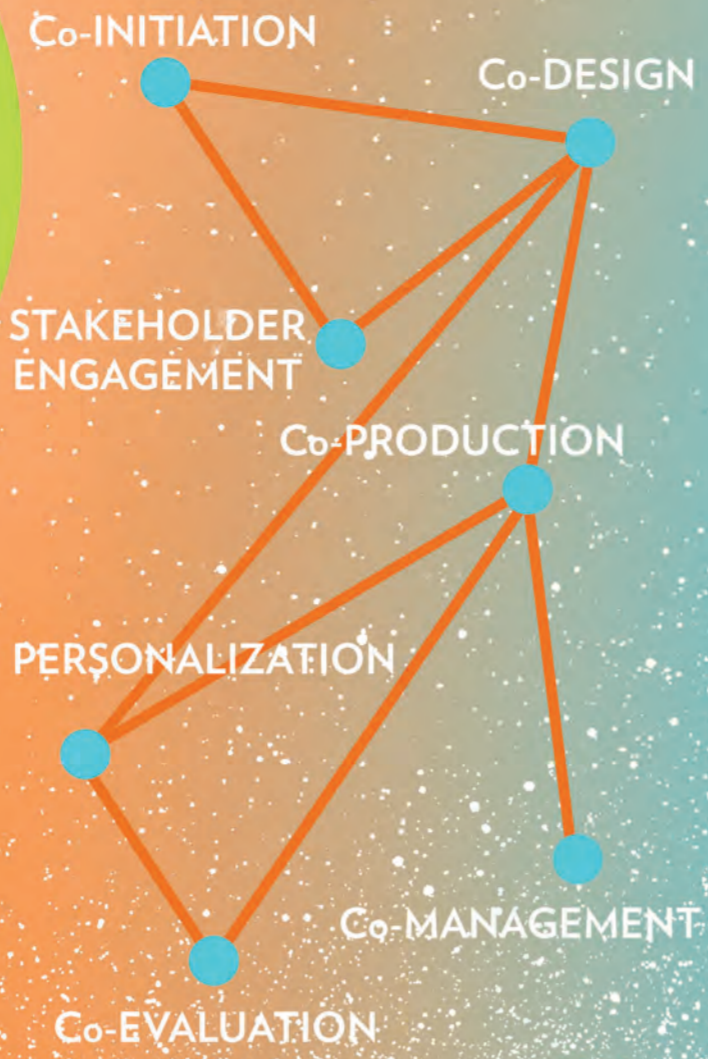 Co-INITIATION
Co-DESIGN
STAKEHOLDER
ENGAGEMENT
Co-PRODUCTION
PERSONALIZATION
Co-MANAGEMENT
Co-EVALUATION